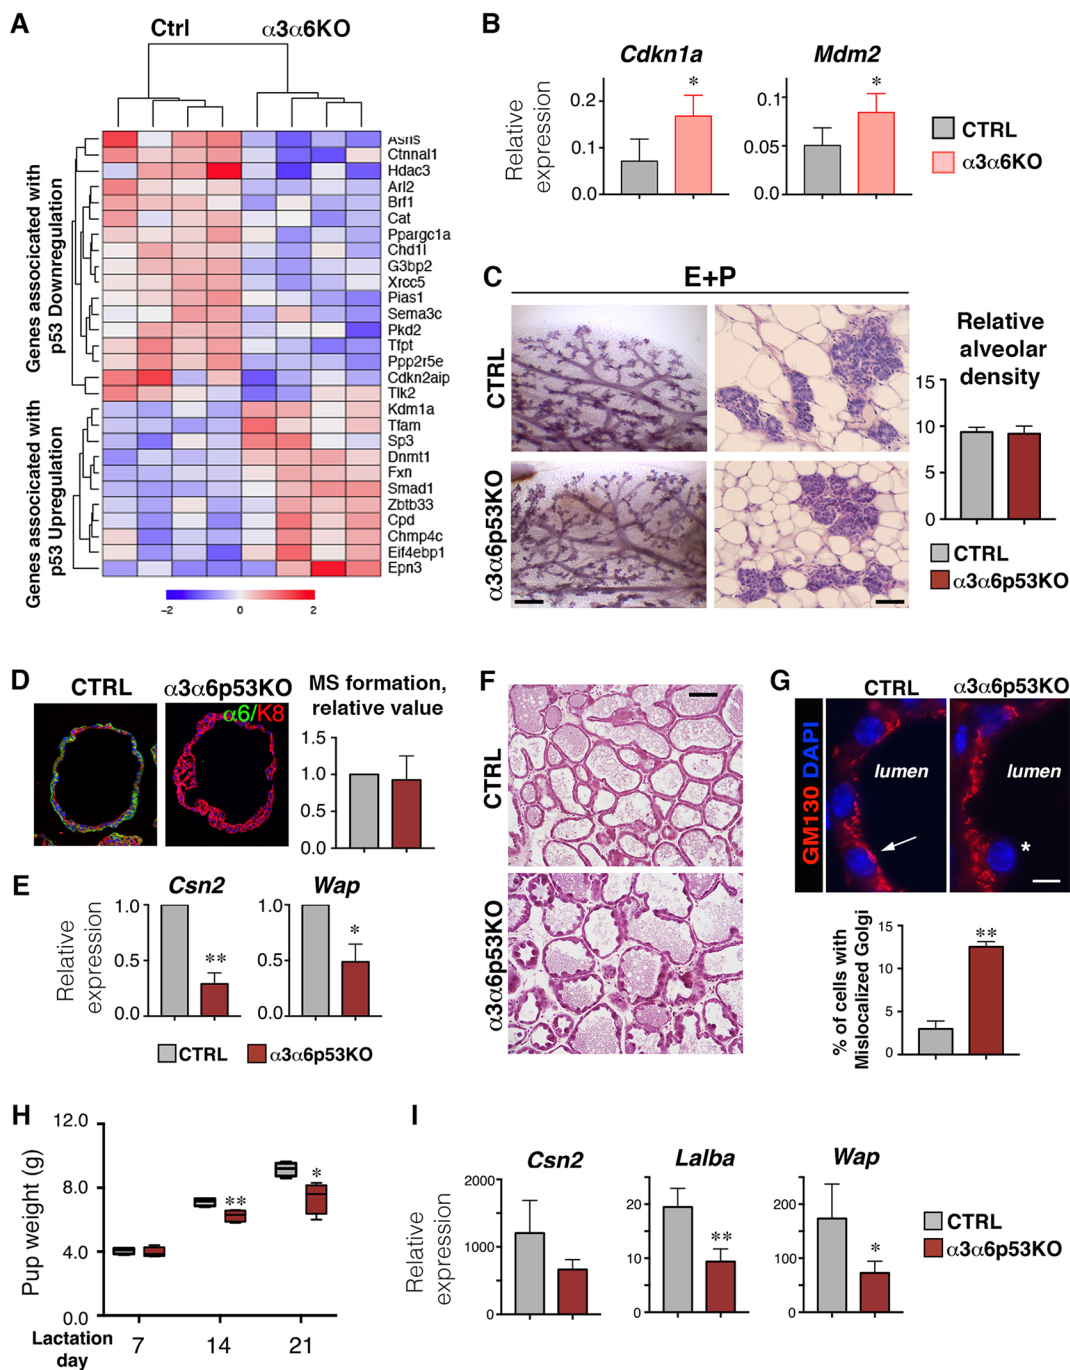 A
Ctrl
α3α6KO
Genes associcated with
p53 Downregulation
Genes associcated with
p53 Upregulation
Asns
Ctnnal1
Hdac3
Arl2
Brf1
Cat
Ppargc1a
Chd1l
G3bp2
Xrcc5
Pias1
Sema3c
Pkd2
Tfpt
Ppp2r5e
Cdkn2aip
Tlk2
Kdm1a
Tfam
Sp3
Dnmt1
Fxn
Smad1
Zbtb33
Cpd
Chmp4c
Eif4ebp1
Epn3
-2 0 2
B
Cdkn1a
Mdm2
Relative
expression
0.2
0.1
0.0
*
0.1
0.05
0.0
*
CTRL
α3α6KO
C
E+P
CTRL
α3α6p53KO
Relative
alveolar
density
15
10
5
0
CTRL
α3α6p53KO
D
CTRL
α3α6p53KO
α6/K8
MS formation,
relative value
1.5
1.0
0.5
0.0
E
Csn2
Wap
Relative
expression
1.0
0.5
0.0
**
1.0
0.5
0.0
*
CTRL
α3α6p53KO
F
CTRL
α3α6p53KO
G
CTRL
α3α6p53KO
GM130 DAPI
lumen
lumen
*
% of cells with
Mislocalized Golgi
15
10
5
0
**
H
Pup weight (g)
12.0
8.0
4.0
0.0
**
*
Lactation
day
7 14 21
I
Csn2
Lalba
Wap
Relative
expression
2000
1000
0
20
10
0
**
200
100
0
*
CTRL
α3α6p53KO